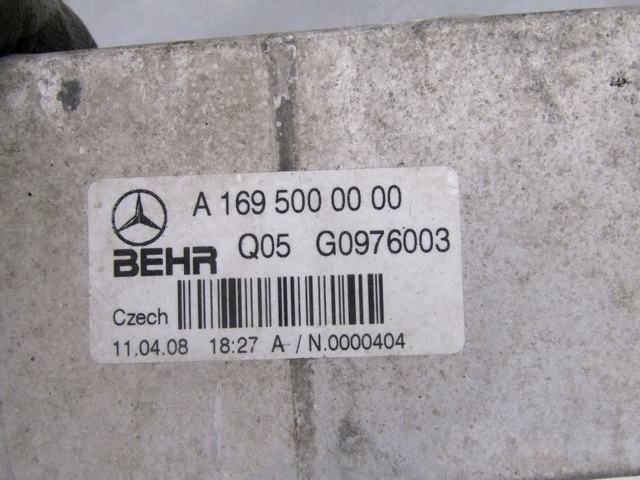 A 169 500 00 00
BEHR Q05 G0976003
Czech
11.04.08 18:27 A / N.0000404